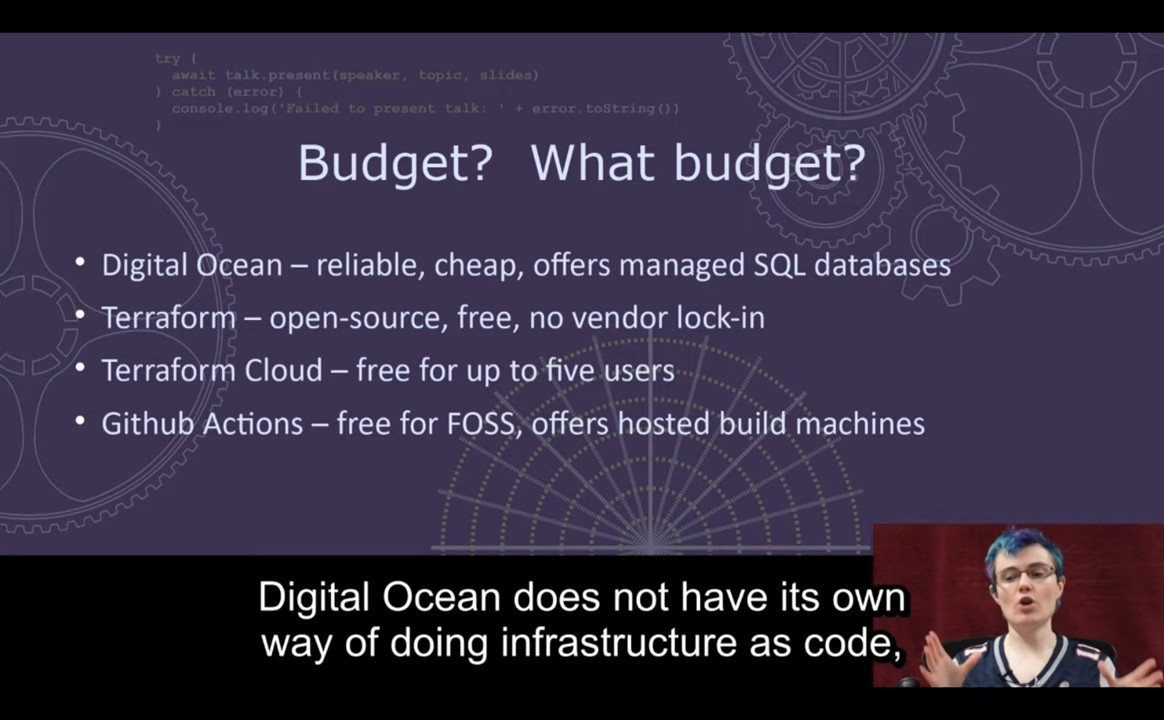 try {
await talk.present(speaker, topic, slides)
} catch (error) {
console.log('Failed to present talk: ' + error.toString())
}
Budget? What budget?
• Digital Ocean – reliable, cheap, offers managed SQL databases
• Terraform – open-source, free, no vendor lock-in
• Terraform Cloud – free for up to five users
• Github Actions – free for FOSS, offers hosted build machines
Digital Ocean does not have its own
way of doing infrastructure as code,